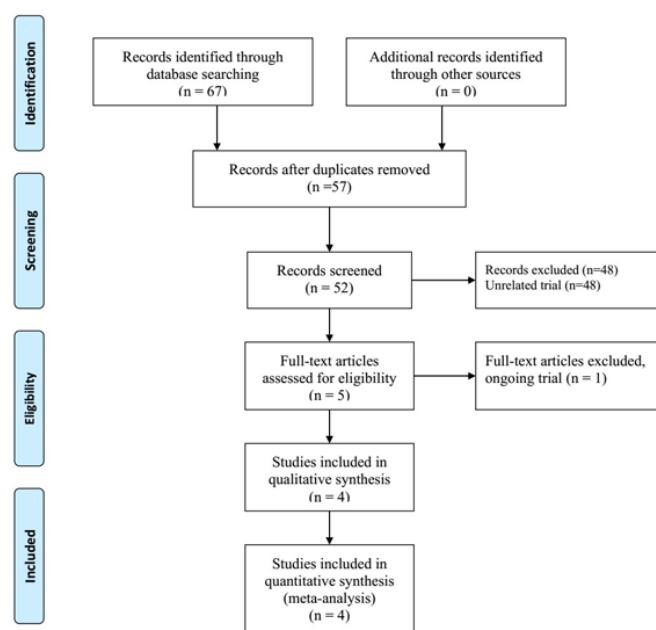 Identification
Records identified through
database searching
(n = 67)
Additional records identified
through other sources
(n = 0)
Records after duplicates removed
(n =57)
Screening
Records screened
(n = 52)
Records excluded (n=48)
Unrelated trial (n=48)
Eligibility
Full-text articles
assessed for eligibility
(n = 5)
Full-text articles excluded,
ongoing trial (n = 1)
Studies included in
qualitative synthesis
(n = 4)
Included
Studies included in
quantitative synthesis
(meta-analysis)
(n = 4)